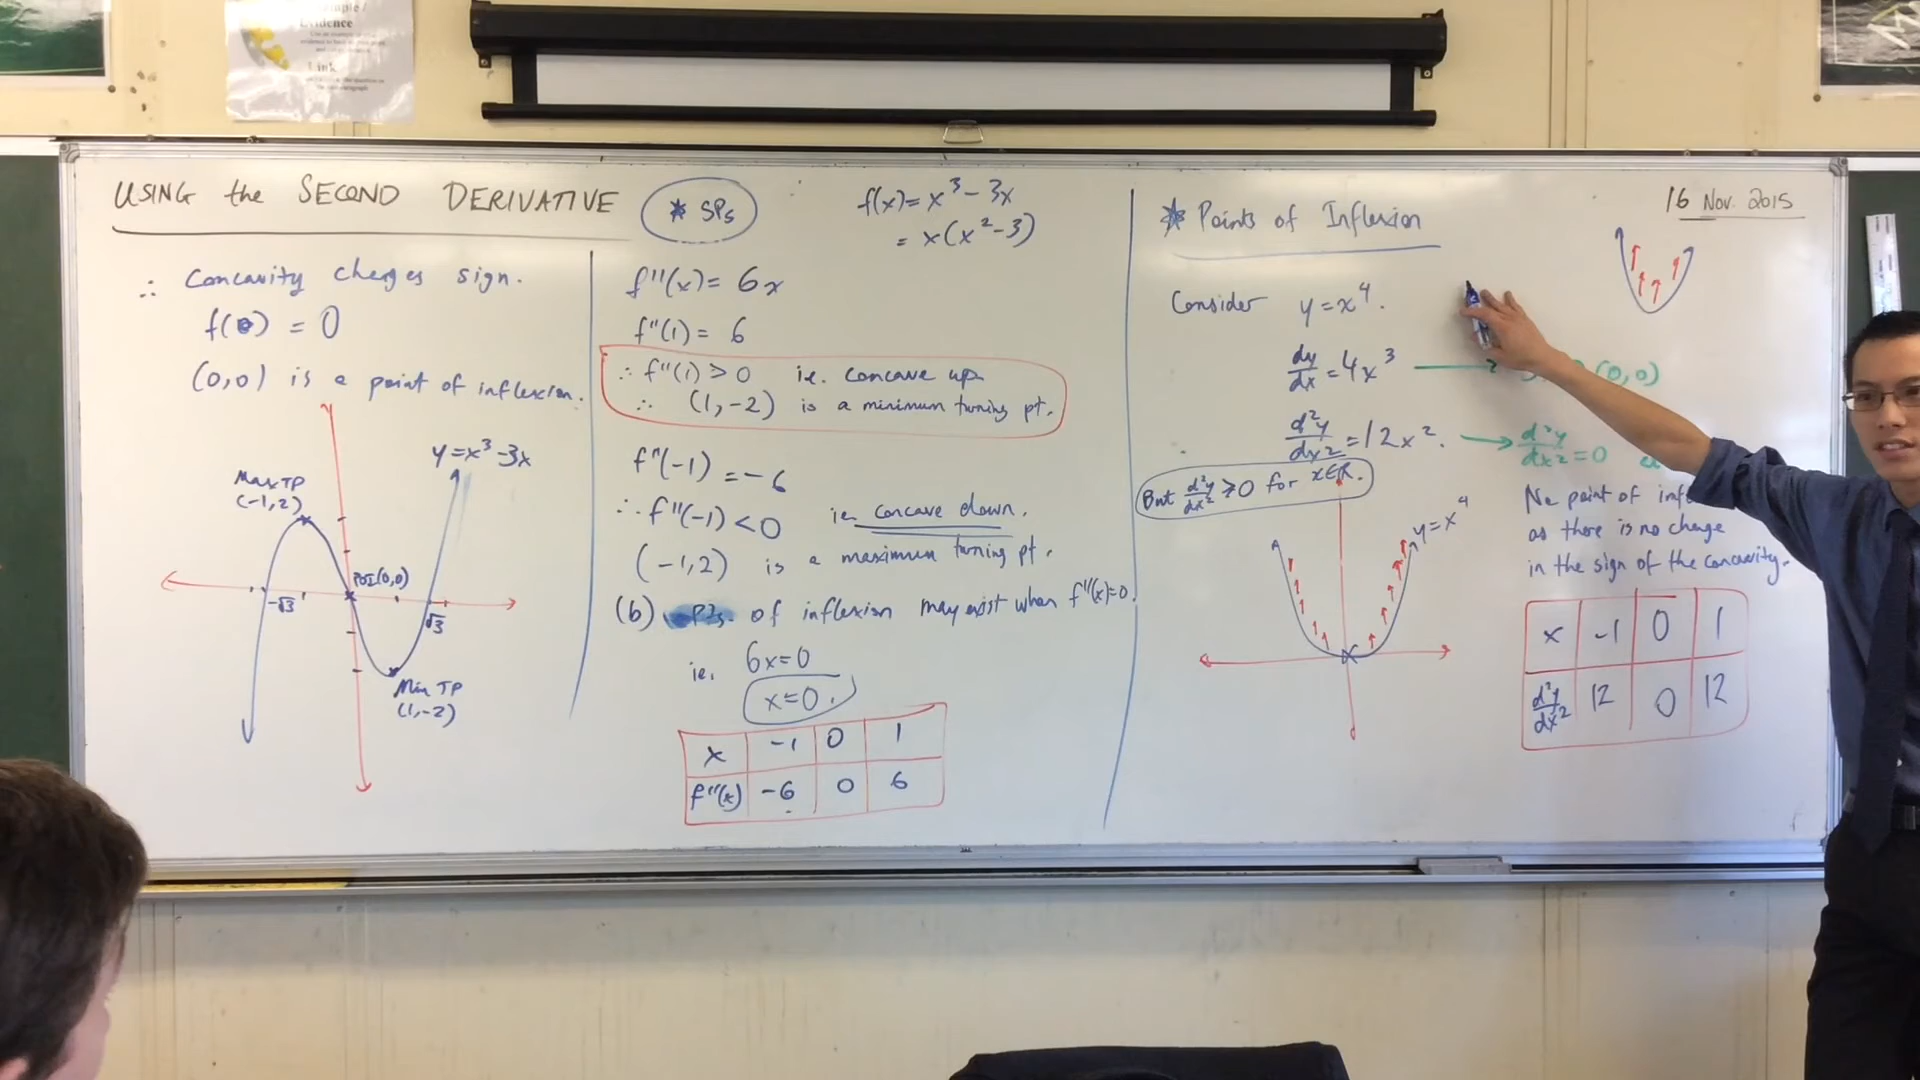 Evidence
Link
USING the SECOND DERIVATIVE
* SPs
∴ Concavity changes sign.
f(0) = 0
(0,0) is a point of inflexion.
y=x³-3x
Max TP
(-1,2)
POI(0,0)
-√3
√3
Min TP
(1,-2)
f(x)= x³-3x
= x(x²-3)
f''(x)= 6x
f''(1)= 6
∴ f''(1) > 0 ie. concave up
∴ (1,-2) is a minimum turning pt.
f''(-1) = -6
∴ f''(-1) < 0 ie. concave down.
(-1,2) is a maximum turning pt.
(b) Pts. of inflexion may exist when f''(x)=0.
ie. 6x=0
x=0.
x -1 0 1
f''(x) -6 0 6
* Points of Inflexion
16 Nov. 2015
Consider y=x⁴.
dy/dx = 4x³ → (0,0)
d²y/dx² = 12x². → d²y/dx² = 0
But d²y/dx² ≥ 0 for x∈R.
y=x⁴
No point of
as there is no change
in the sign of the concavity.
x -1 0 1
d²y/dx² 12 0 12